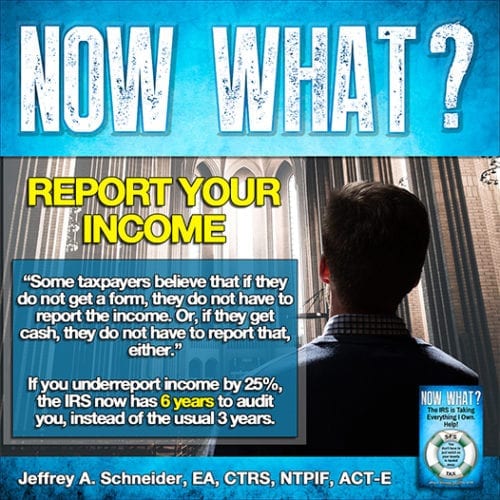 NOW WHAT?
REPORT YOUR
INCOME
“Some taxpayers believe that if they
do not get a form, they do not have to
report the income. Or, if they get
cash, they do not have to report that,
either.”
If you underreport income by 25%,
the IRS now has 6 years to audit
you, instead of the usual 3 years.
NOW WHAT?
The IRS is Taking
Everything I Own.
Help!
SFS
TAX
Jeffrey A. Schneider, EA, CTRS, NTPIF, ACT-E